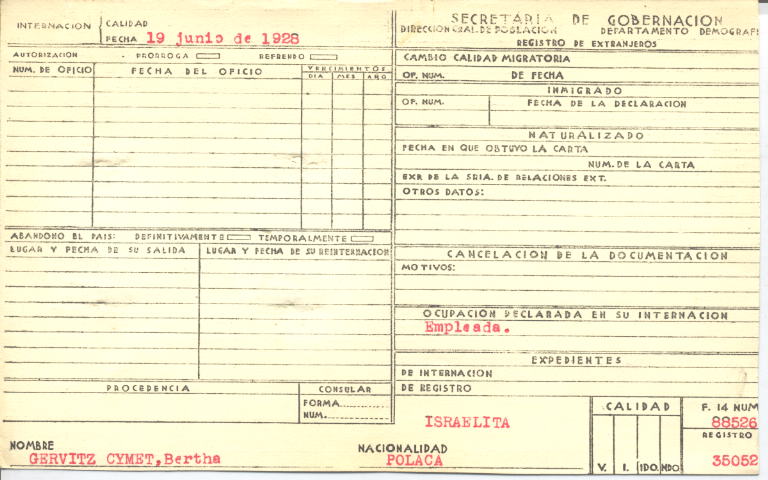 INTERNACION CALIDAD
FECHA 19 junio de 1928
AUTORIZACION PRORROGA REFRENDO
NUM. DE OFICIO FECHA DEL OFICIO VENCIMIENTOS
DIA MES AÑO
ABANDONO EL PAIS: DEFINITIVAMENTE TEMPORALMENTE
LUGAR Y FECHA DE SU SALIDA LUGAR Y FECHA DE SU REINTERNACION
PROCEDENCIA CONSULAR
FORMA
NUM.
SECRETARIA DE GOBERNACION
DIRECCION GRAL. DE POBLACION DEPARTAMENTO DEMOGRAFI
REGISTRO DE EXTRANJEROS
CAMBIO CALIDAD MIGRATORIA
OP. NUM. DE FECHA
INMIGRADO
OP. NUM. FECHA DE LA DECLARACION
NATURALIZADO
FECHA EN QUE OBTUVO LA CARTA
NUM. DE LA CARTA
EXP. DE LA SRIA. DE RELACIONES EXT.
OTROS DATOS:
CANCELACION DE LA DOCUMENTACION
MOTIVOS:
OCUPACION DECLARADA EN SU INTERNACION
Empleada.
EXPEDIENTES
DE INTERNACION
DE REGISTRO
ISRAELITA
CALIDAD F. 14 NUM
88526
REGISTRO
35052
V. I. IDO. NDO
NOMBRE NACIONALIDAD
GERVITZ CYMET,Bertha POLACA